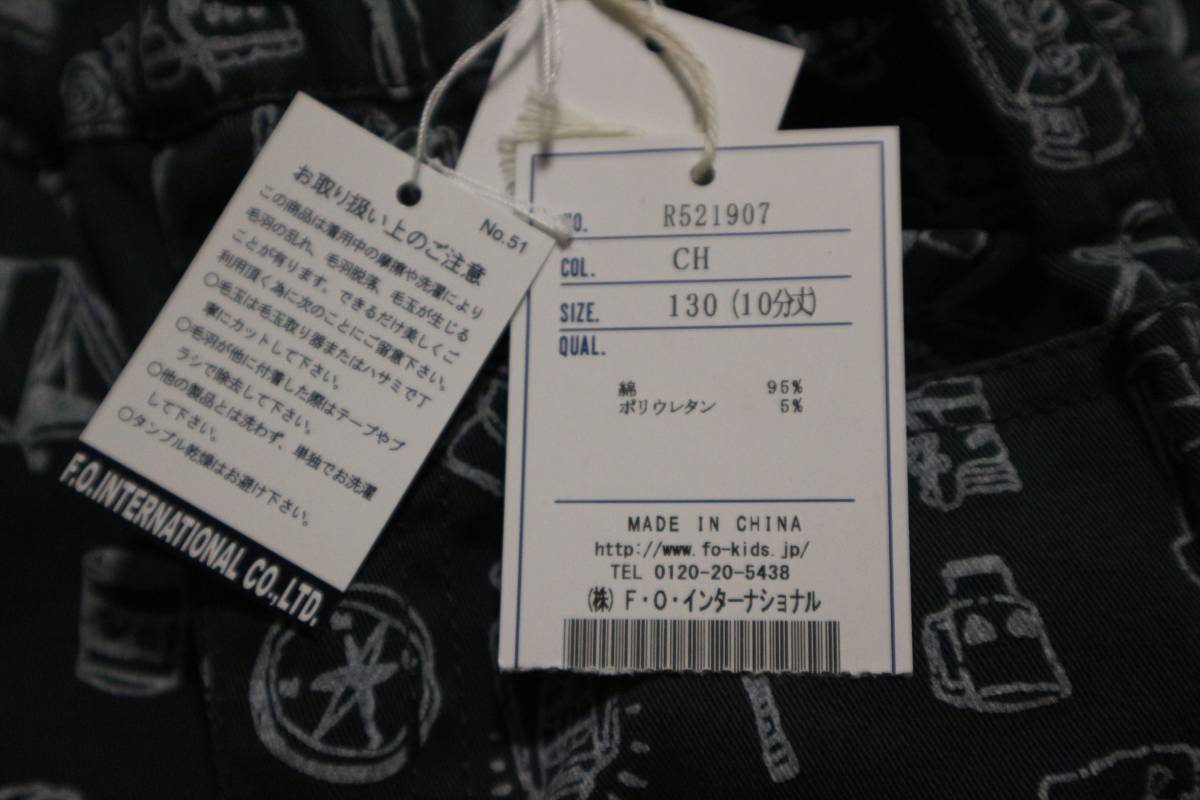 お取り扱い上のご注意
No.51
この商品は着用中の摩擦や洗濯により
毛羽の乱れ、毛羽脱落、毛玉が生じる
ことが有ります。できるだけ美しくご
利用頂く為に次のことにご留意下さい。
○毛玉は毛玉取り器またはハサミで丁
寧にカットして下さい。
○毛羽が他に付着した際はテープやブ
ラシで除去して下さい。
○他の製品とは洗わず、単独でお洗濯
して下さい。
○タンブル乾燥はお避け下さい。
F.O.INTERNATIONAL CO.,LTD.
NO. R521907
COL. CH
SIZE. 130 (10分丈)
QUAL.
綿 95%
ポリウレタン 5%
MADE IN CHINA
http://www.fo-kids.jp/
TEL 0120-20-5438
(株) F・O・インターナショナル